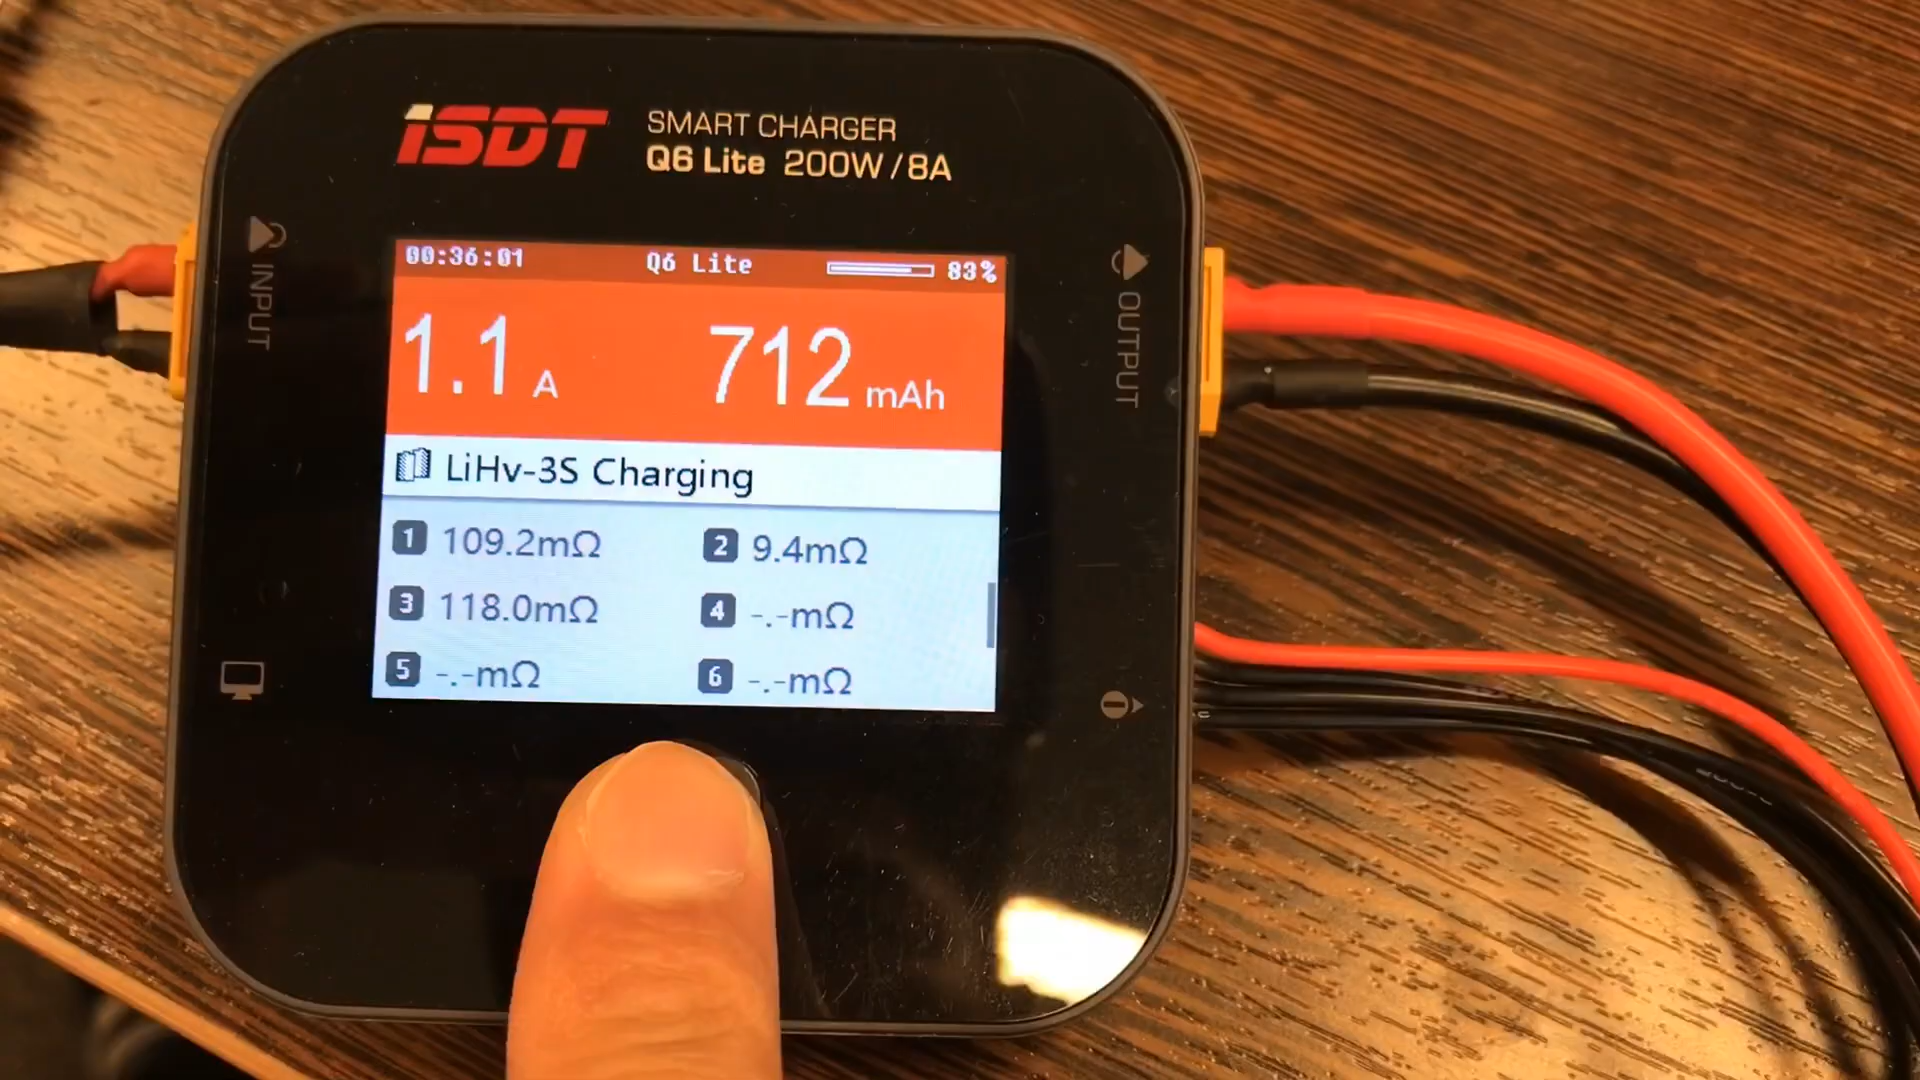 iSDT
SMART CHARGER
Q6 Lite 200W/8A
INPUT
OUTPUT
00:36:01 Q6 Lite 83%
1.1 A 712 mAh
LiHv-3S Charging
1 109.2mΩ 2 9.4mΩ
3 118.0mΩ 4 -.-mΩ
5 -.-mΩ 6 -.-mΩ